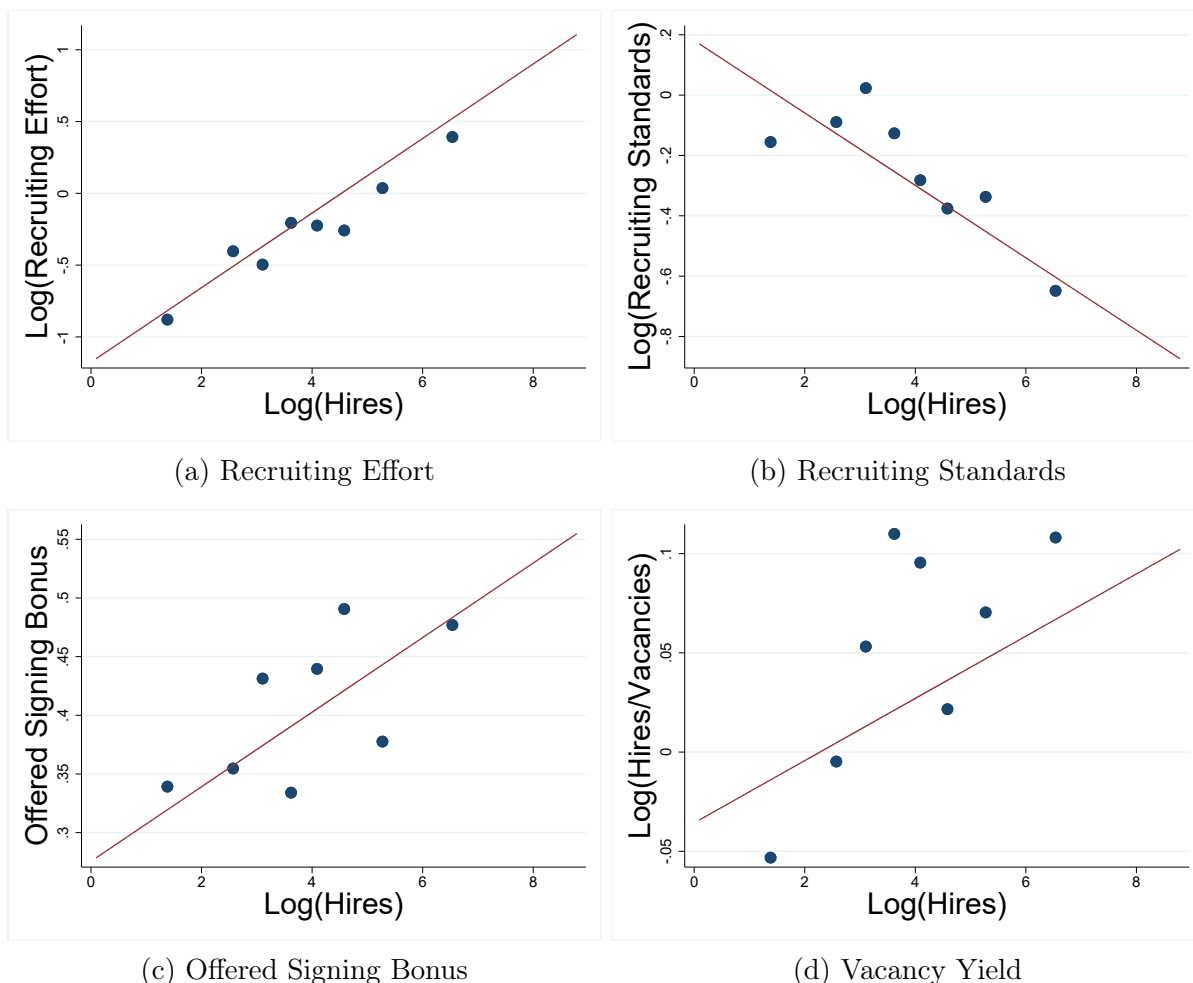 Log(Recruiting Effort)
1
.5
0
-.5
-1
0 2 4 6 8
Log(Hires)
(a) Recruiting Effort
Log(Recruiting Standards)
.2
0
-.2
-.4
-.6
-.8
0 2 4 6 8
Log(Hires)
(b) Recruiting Standards
Offered Signing Bonus
.55
.5
.45
.4
.35
.3
0 2 4 6 8
Log(Hires)
(c) Offered Signing Bonus
Log(Hires/Vacancies)
.1
.05
0
-.05
0 2 4 6 8
Log(Hires)
(d) Vacancy Yield